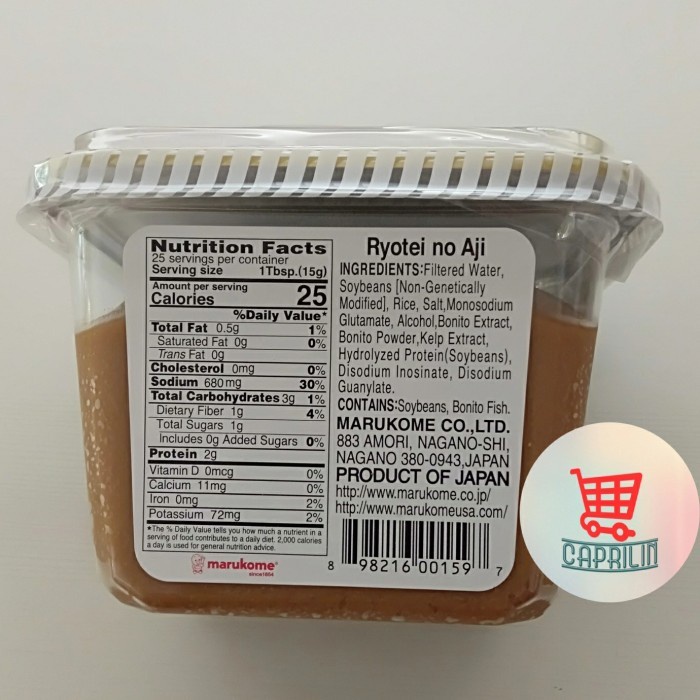 Nutrition Facts
25 servings per container
Serving size 1Tbsp.(15g)
Amount per serving
Calories 25
%Daily Value*
Total Fat 0.5g 1%
Saturated Fat 0g 0%
Trans Fat 0g
Cholesterol 0mg 0%
Sodium 680mg 30%
Total Carbohydrates 3g 1%
Dietary Fiber 1g 4%
Total Sugars 1g
Includes 0g Added Sugars 0%
Protein 2g
Vitamin D 0mcg 0%
Calcium 11mg 0%
Iron 0mg 2%
Potassium 72mg 2%
*The % Daily Value tells you how much a nutrient in a
serving of food contributes to a daily diet. 2,000 calories
a day is used for general nutrition advice.
marukome
since1854
Ryotei no Aji
INGREDIENTS:Filtered Water,
Soybeans [Non-Genetically
Modified], Rice, Salt,Monosodium
Glutamate, Alcohol,Bonito Extract,
Bonito Powder,Kelp Extract,
Hydrolyzed Protein(Soybeans),
Disodium Inosinate, Disodium
Guanylate.
CONTAINS:Soybeans, Bonito Fish.
MARUKOME CO.,LTD.
883 AMORI, NAGANO-SHI,
NAGANO 380-0943,JAPAN
PRODUCT OF JAPAN
http://www.marukome.co.jp/
http://www.marukomeusa.com/
8 98216 00159 7
CAPRILIN